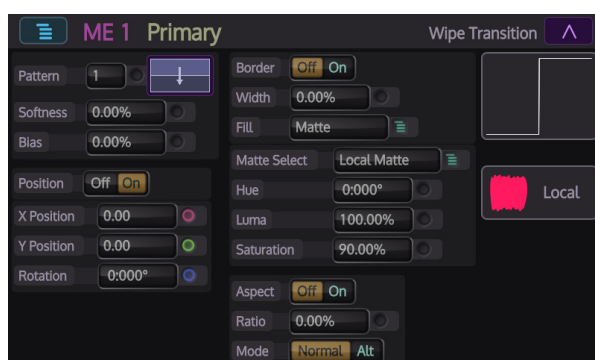 ME 1 Primary Wipe Transition
Pattern 1
Softness 0.00%
Bias 0.00%
Position Off On
X Position 0.00
Y Position 0.00
Rotation 0:000°
Border Off On
Width 0.00%
Fill Matte
Matte Select Local Matte
Hue 0:000°
Luma 100.00%
Saturation 90.00%
Aspect Off On
Ratio 0.00%
Mode Normal Alt
Local